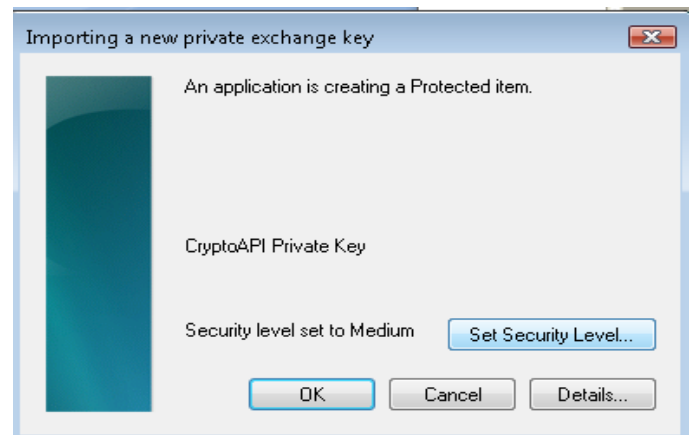 Importing a new private exchange key
An application is creating a Protected item.
CryptoAPI Private Key
Security level set to Medium
Set Security Level...
OK
Cancel
Details...